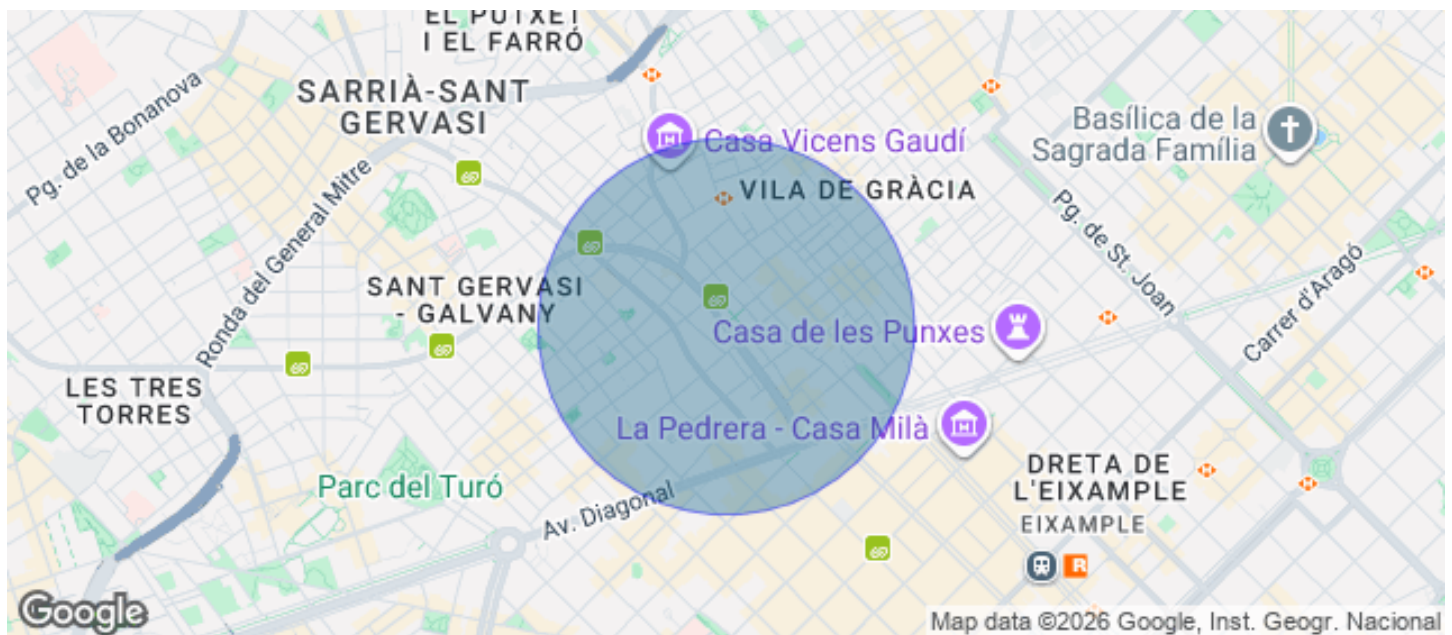 EL PUTXET
I EL FARRÓ
SARRIÀ-SANT
GERVASI
Pg. de la Bonanova
Casa Vicens Gaudí
Basílica de la
Sagrada Família
VILA DE GRÀCIA
Ronda del General Mitre
Pg. de St. Joan
SANT GERVASI
- GALVANY
Carrer d'Aragó
Casa de les Punxes
LES TRES
TORRES
La Pedrera - Casa Milà
DRETA DE
L'EIXAMPLE
Parc del Turó
Av. Diagonal
EIXAMPLE
R
Google
Map data ©2026 Google, Inst. Geogr. Nacional